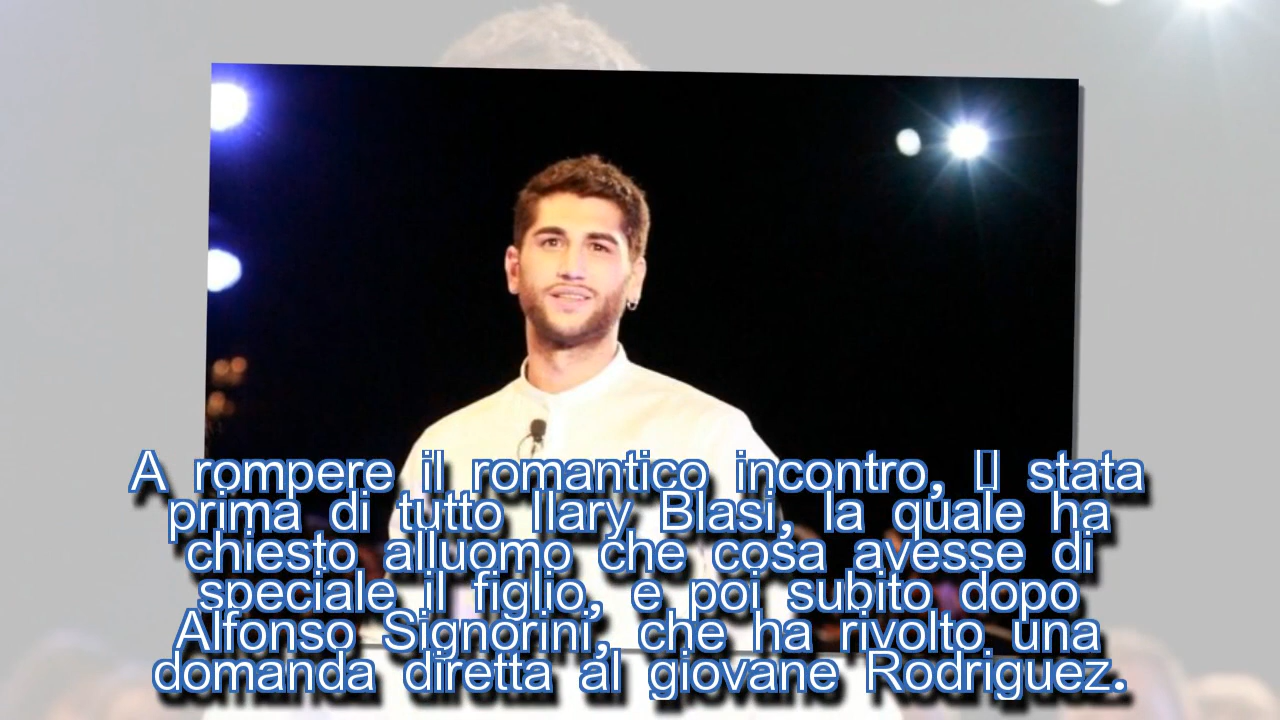 A rompere il romantico incontro, stata
prima di tutto Ilary Blasi, la quale ha
chiesto alluomo che cosa avesse di
speciale il figlio, e poi subito dopo
Alfonso Signorini, che ha rivolto una
domanda diretta al giovane Rodriguez.